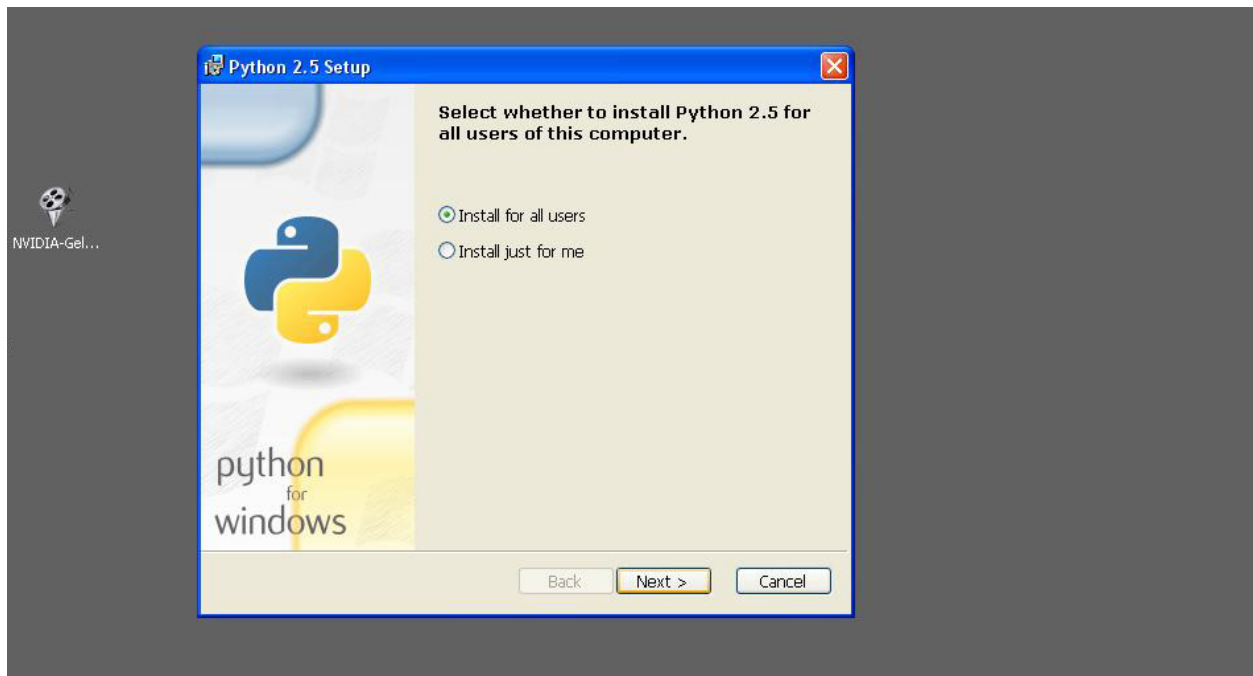 Python 2.5 Setup
Select whether to install Python 2.5 for
all users of this computer.
Install for all users
Install just for me
NVIDIA-Gel...
python
for
windows
Back
Next >
Cancel